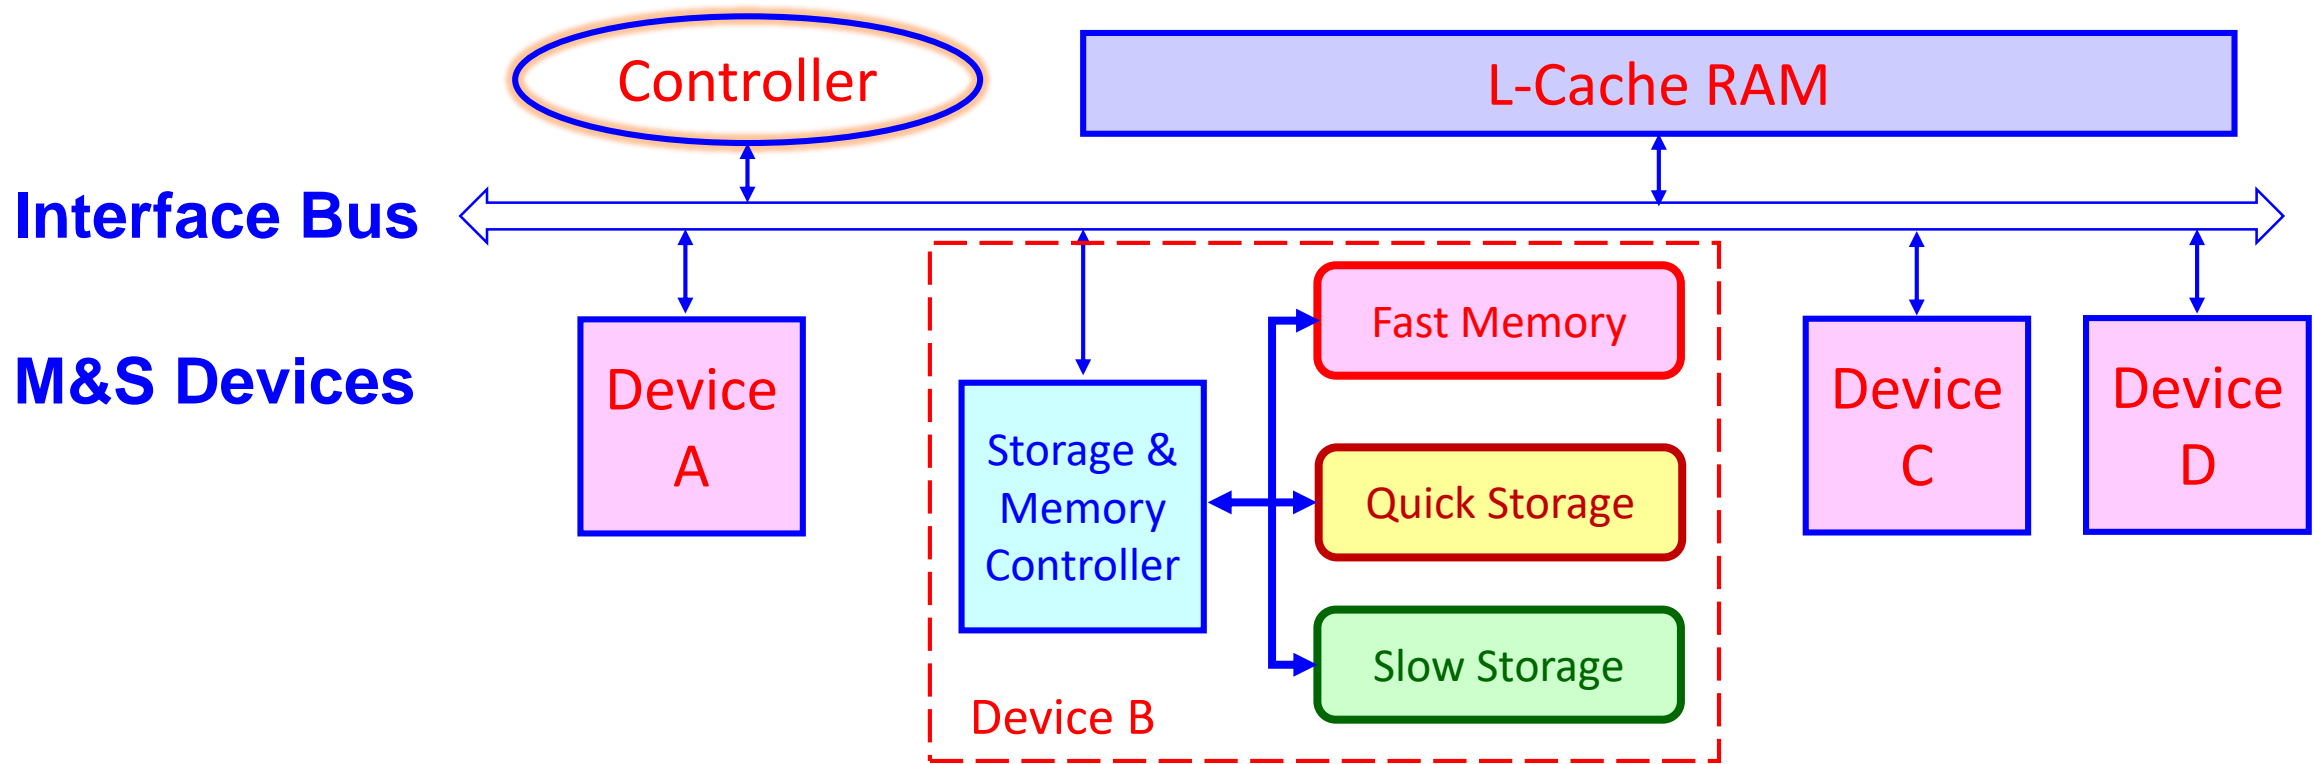 Controller
L-Cache RAM
Interface Bus
M&S Devices
Device
A
Storage &
Memory
Controller
Fast Memory
Quick Storage
Slow Storage
Device B
Device
C
Device
D